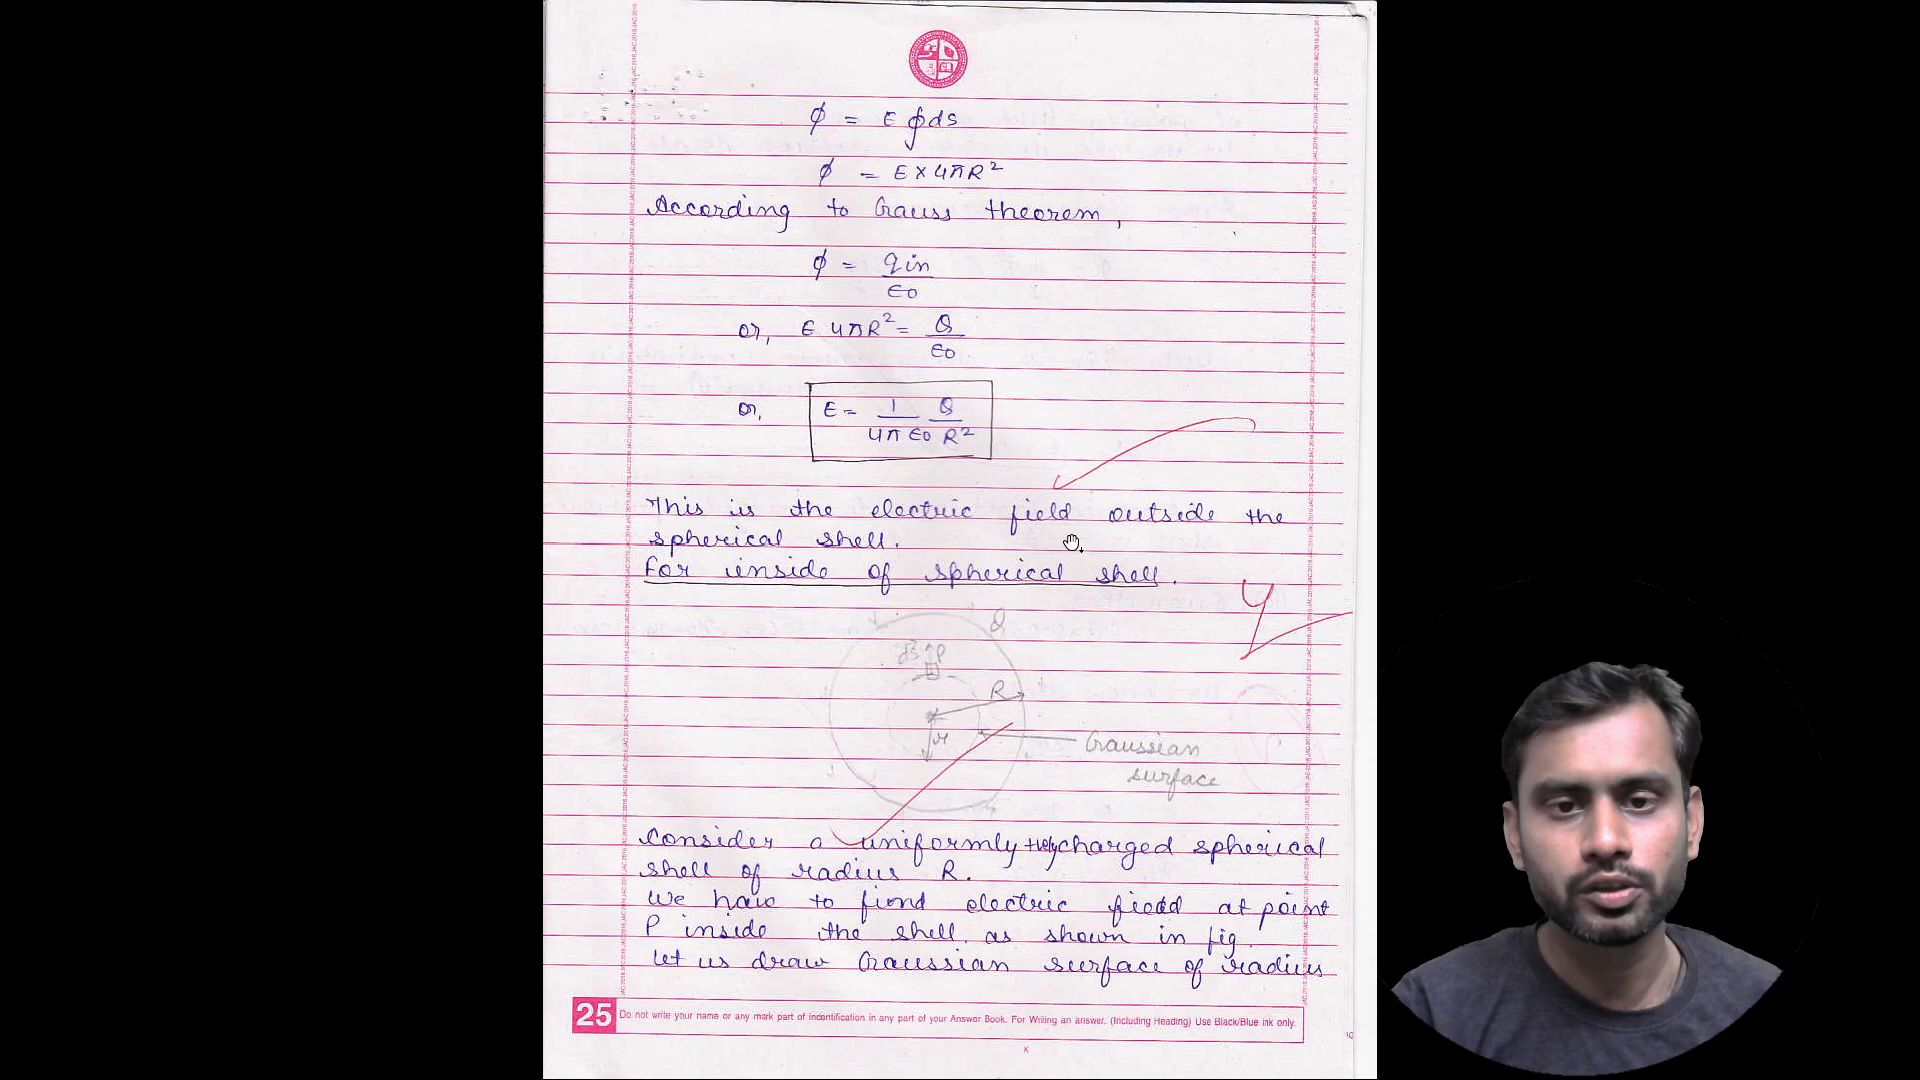 ϕ = E ∮ds
ϕ = E × 4πR²
According to Gauss theorem,
ϕ = qin / ϵ0
or, E 4πR² = Q / ϵ0
or, E = 1 / 4π ϵ0 Q / R²
This is the electric field outside the
spherical shell.
for inside of spherical shell.
Q
ds P
R
r
Gaussian
surface
Consider a uniformly +vely charged spherical
shell of radius R.
We have to find electric field at point
P inside the shell. as shown in fig.
let us draw Gaussian surface of radius
25 Do not write your name or any mark part of incentification in any part of your Answer Book. For Writing an answer. (Including Heading) Use Black/Blue ink only.
K